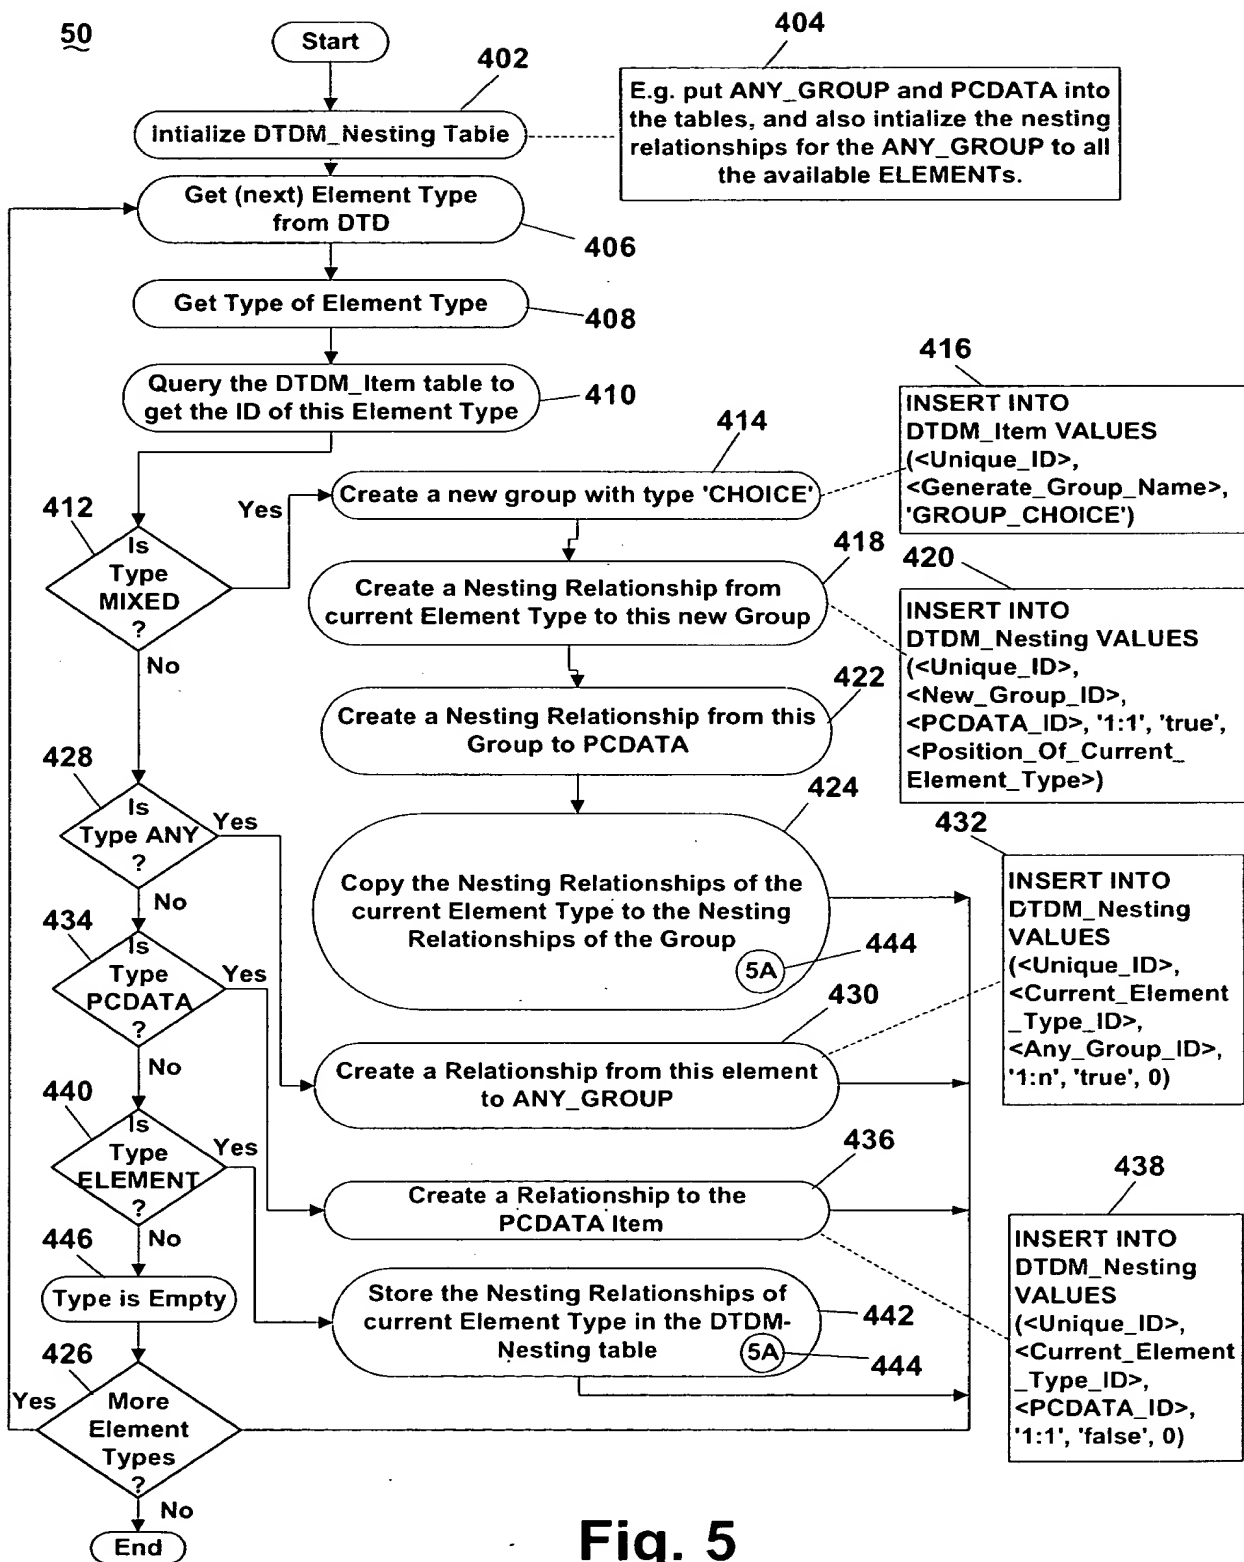 50
Start
402
404
Intialize DTDM_Nesting Table
E.g. put ANY_GROUP and PCDATA into
the tables, and also intialize the nesting
relationships for the ANY_GROUP to all
the available ELEMENTs.
Get (next) Element Type
from DTD
406
Get Type of Element Type
408
Query the DTDM_Item table to
get the ID of this Element Type
410
412
Is
Type
MIXED
?
Yes
No
414
Create a new group with type 'CHOICE'
416
INSERT INTO
DTDM_Item VALUES
(<Unique_ID>,
<Generate_Group_Name>,
'GROUP_CHOICE')
418
Create a Nesting Relationship from
current Element Type to this new Group
420
INSERT INTO
DTDM_Nesting VALUES
(<Unique_ID>,
<New_Group_ID>,
<PCDATA_ID>, '1:1', 'true',
<Position_Of_Current_
Element_Type>)
422
Create a Nesting Relationship from this
Group to PCDATA
424
Copy the Nesting Relationships of the
current Element Type to the Nesting
Relationships of the Group
5A
444
428
Is
Type ANY
?
Yes
No
430
Create a Relationship from this element
to ANY_GROUP
432
INSERT INTO
DTDM_Nesting
VALUES
(<Unique_ID>,
<Current_Element
_Type_ID>,
<Any_Group_ID>,
'1:n', 'true', 0)
434
Is
Type
PCDATA
?
Yes
No
436
Create a Relationship to the
PCDATA Item
438
INSERT INTO
DTDM_Nesting
VALUES
(<Unique_ID>,
<Current_Element
_Type_ID>,
<PCDATA_ID>,
'1:1', 'false', 0)
440
Is
Type
ELEMENT
?
Yes
No
Store the Nesting Relationships of
current Element Type in the DTDM-
Nesting table
442
5A
444
446
Type is Empty
426
More
Element
Types
?
Yes
No
End
Fig. 5